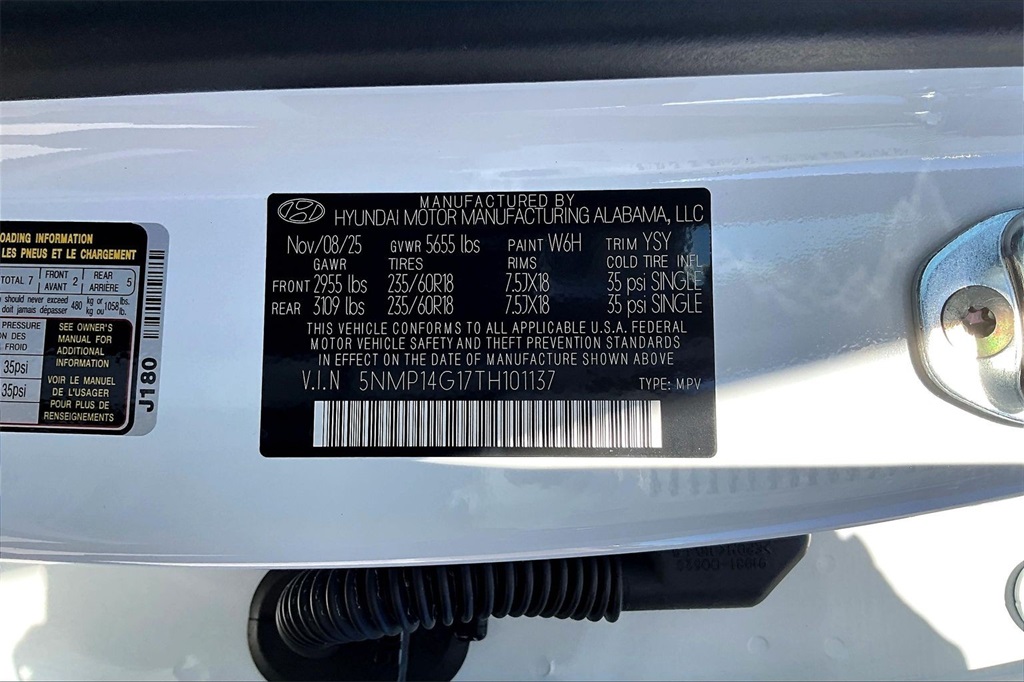 OADING INFORMATION
LES PNEUS ET LE CHARGEMENT
TOTAL 7 FRONT AVANT 2 REAR ARRIÈRE 5
should never exceed 480 kg or 1058 lbs.
doit jamais dépasser kg ou lb.
PRESSURE
ON DES
FROID
35psi
35psi
SEE OWNER'S
MANUAL FOR
ADDITIONAL
INFORMATION
VOIR LE MANUEL
DE L'USAGER
POUR PLUS DE
RENSEIGNEMENTS
J180
MANUFACTURED BY
HYUNDAI MOTOR MANUFACTURING ALABAMA, LLC
Nov/08/25 GVWR 5655 lbs PAINT W6H TRIM YSY
GAWR TIRES RIMS COLD TIRE INFL
FRONT 2955 lbs 235/60R18 7.5JX18 35 psi SINGLE
REAR 3109 lbs 235/60R18 7.5JX18 35 psi SINGLE
THIS VEHICLE CONFORMS TO ALL APPLICABLE U.S.A. FEDERAL
MOTOR VEHICLE SAFETY AND THEFT PREVENTION STANDARDS
IN EFFECT ON THE DATE OF MANUFACTURE SHOWN ABOVE
V.I.N 5NMP14G17TH101137 TYPE: MPV